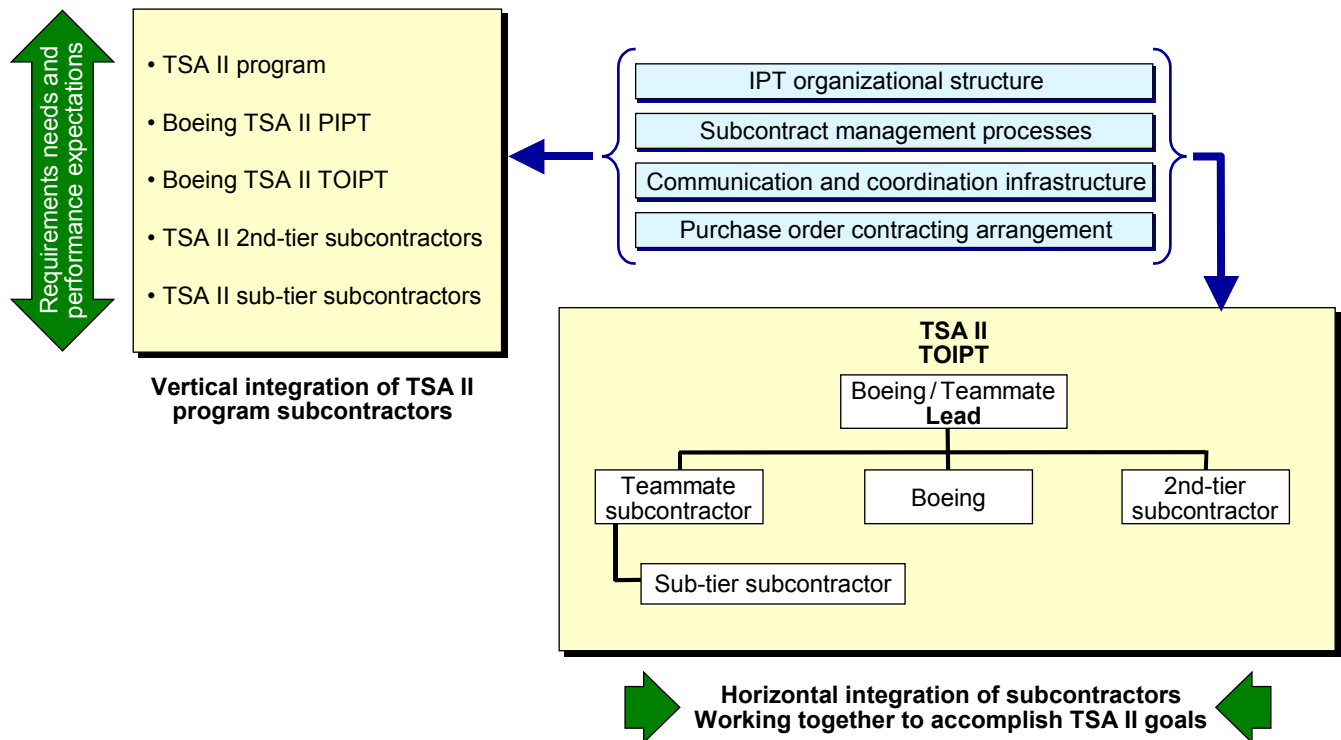 Requirements needs and
performance expectations
• TSA II program
• Boeing TSA II PIPT
• Boeing TSA II TOIPT
• TSA II 2nd-tier subcontractors
• TSA II sub-tier subcontractors
Vertical integration of TSA II
program subcontractors
IPT organizational structure
Subcontract management processes
Communication and coordination infrastructure
Purchase order contracting arrangement
TSA II
TOIPT
Boeing / Teammate
Lead
Teammate
subcontractor
Boeing
2nd-tier
subcontractor
Sub-tier subcontractor
Horizontal integration of subcontractors
Working together to accomplish TSA II goals